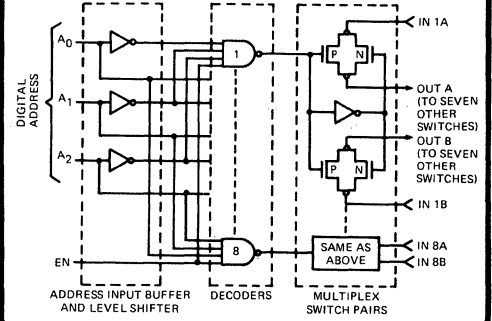 DIGITAL
ADDRESS
A0
A1
A2
EN
1
8
P
N
P
N
IN 1A
OUT A
(TO SEVEN
OTHER
SWITCHES)
OUT B
(TO SEVEN
OTHER
SWITCHES)
IN 1B
SAME AS
ABOVE
IN 8A
IN 8B
ADDRESS INPUT BUFFER
AND LEVEL SHIFTER
DECODERS
MULTIPLEX
SWITCH PAIRS